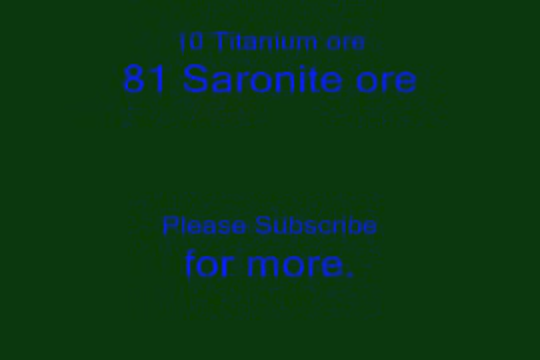 10 Titanium ore
81 Saronite ore
Please Subscribe
for more.